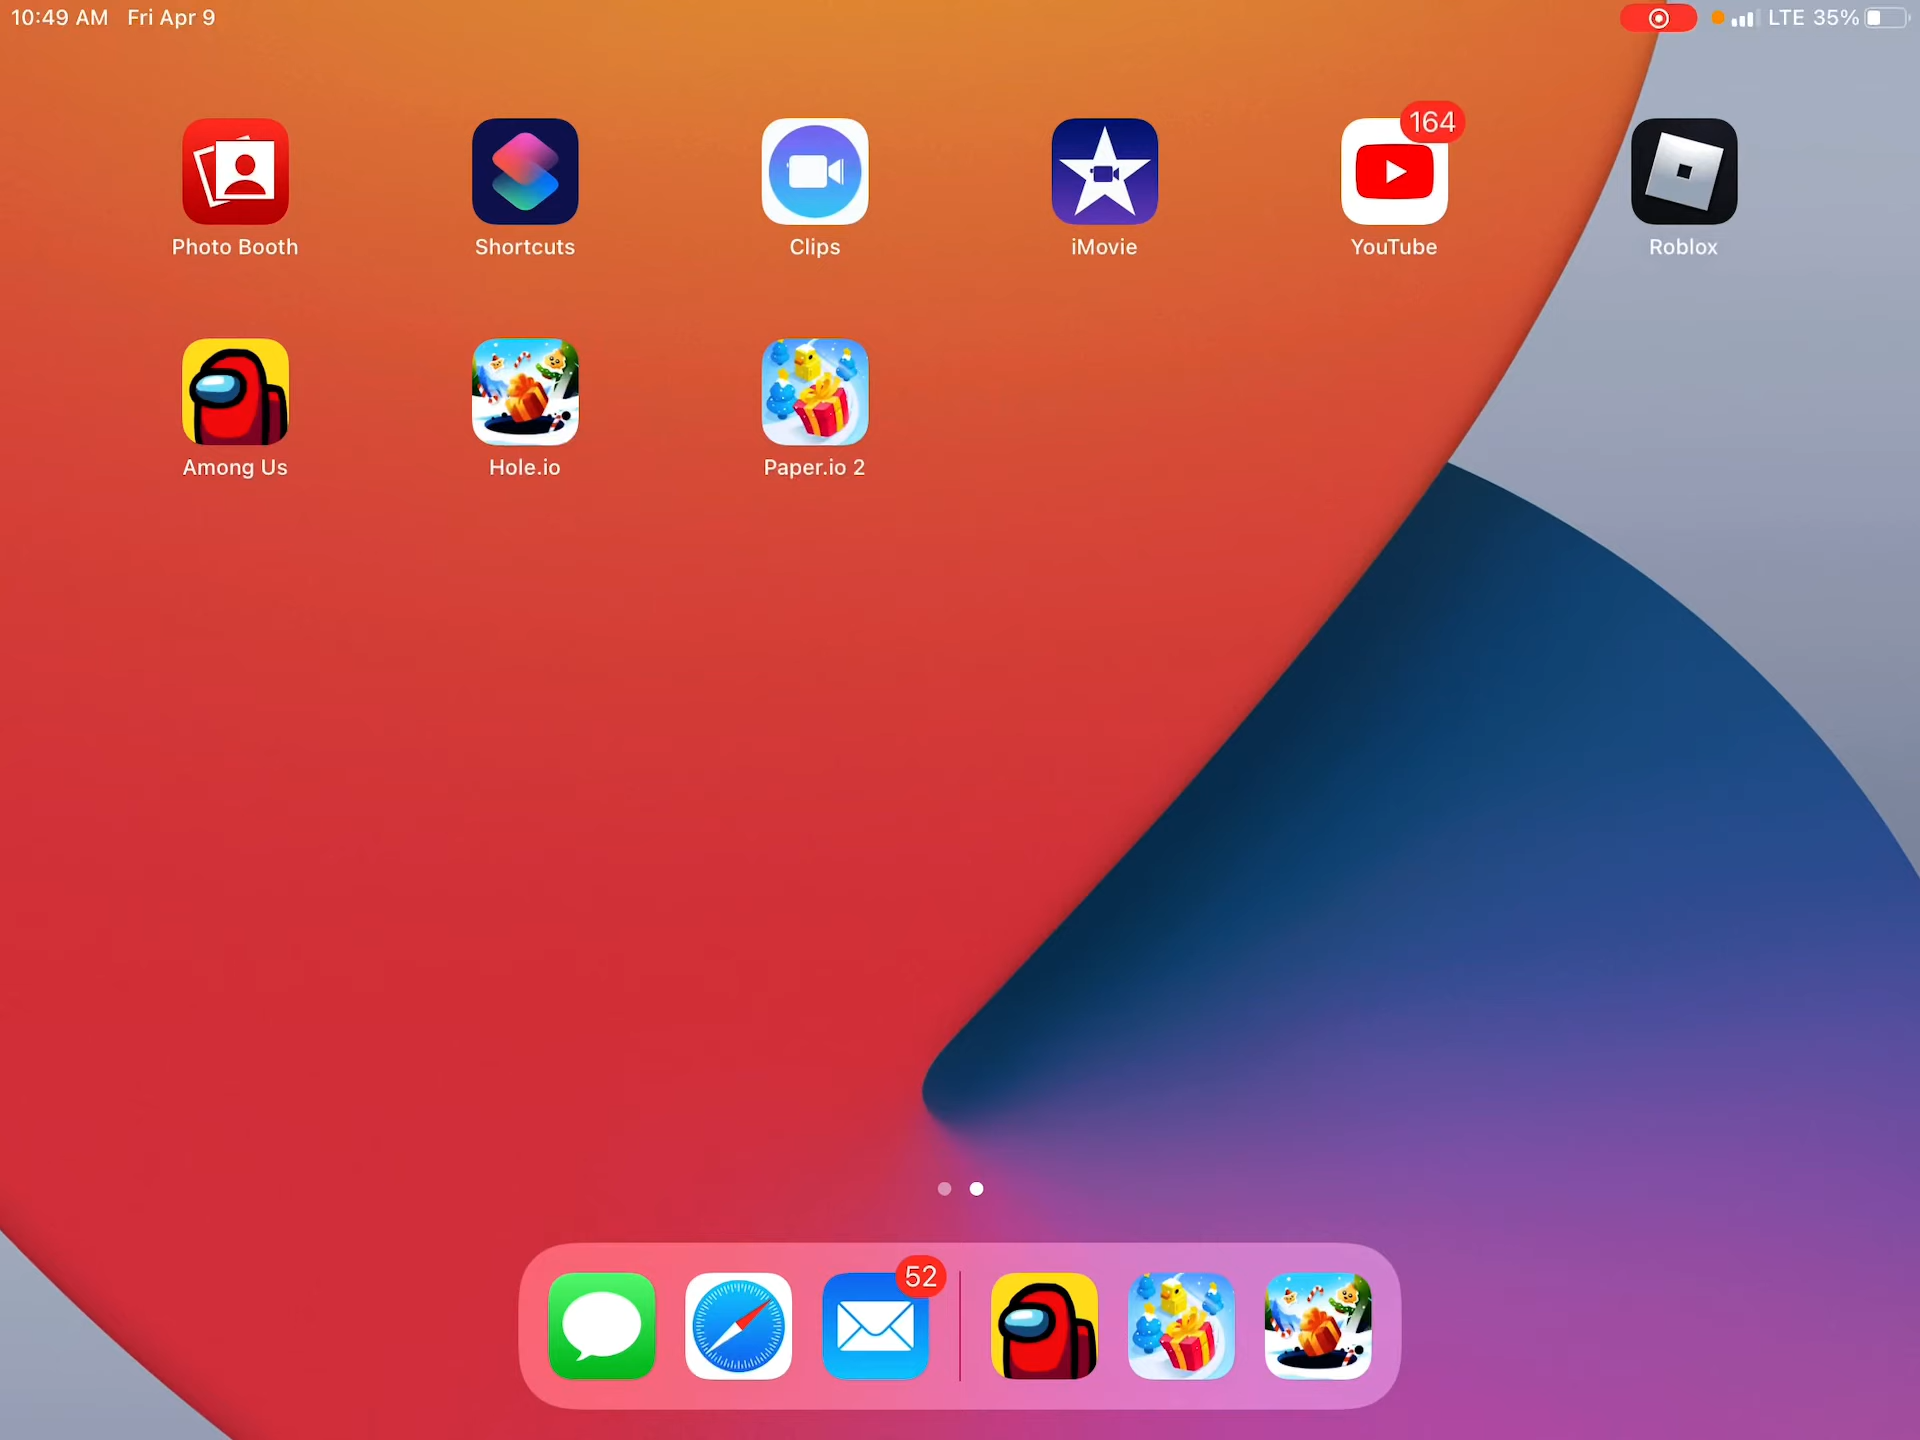 10:49 AM Fri Apr 9
LTE 35%
164
Photo Booth
Shortcuts
Clips
iMovie
YouTube
Roblox
Among Us
Hole.io
Paper.io 2
52